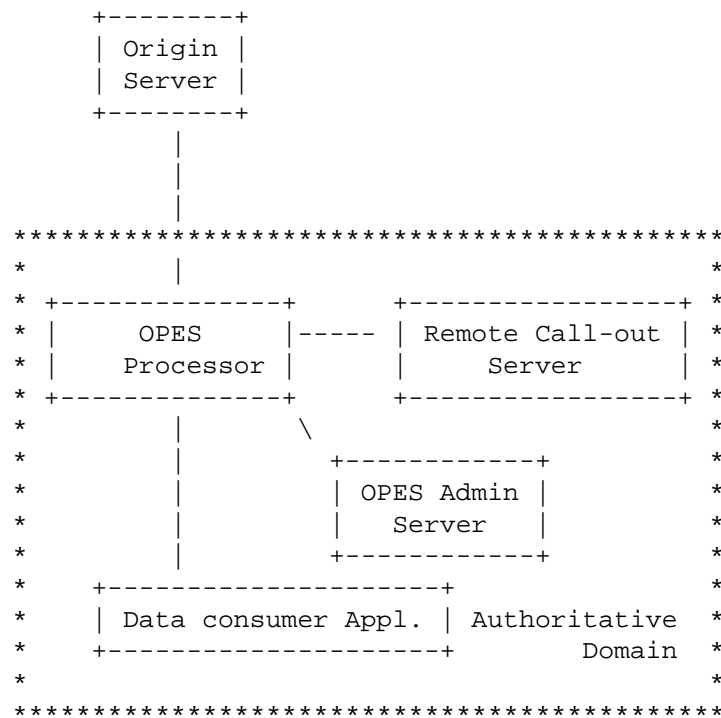 Origin
Server
OPES
Processor
Remote Call-out
Server
OPES Admin
Server
Data consumer Appl.
Authoritative
Domain